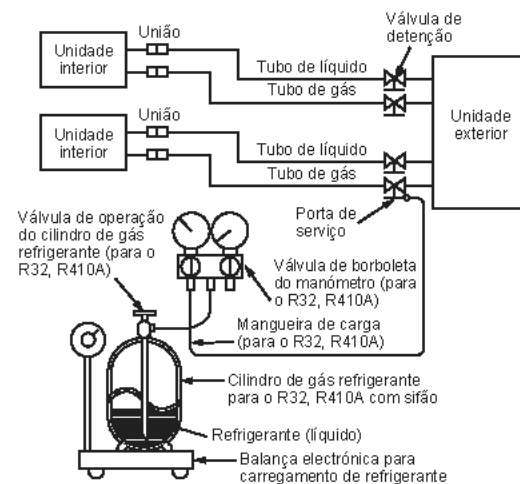 Válvula de
detenção
União
Unidade
interior
Tubo de líquido
Tubo de gás
Unidade
exterior
União
Unidade
interior
Tubo de líquido
Tubo de gás
Porta de
serviço
Válvula de operação
do cilindro de gás
refrigerante (para o
R32, R410A)
Válvula de borboleta
do manómetro (para
o R32, R410A)
Mangueira de carga
(para o R32, R410A)
Cilindro de gás refrigerante
para o R32, R410A com sifão
Refrigerante (líquido)
Balança electrónica para
carregamento de refrigerante